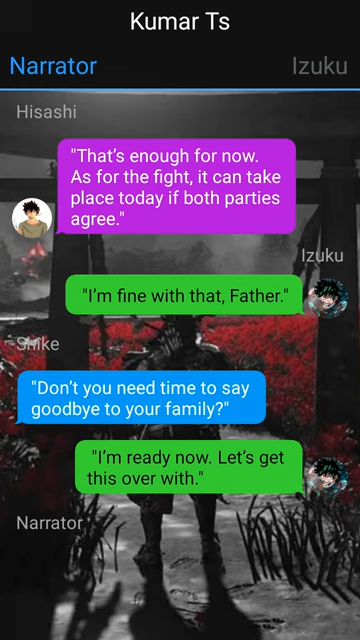 Kumar Ts
Narrator
Izuku
Hisashi
"That's enough for now.
As for the fight, it can take
place today if both parties
agree."
Izuku
"I'm fine with that, Father."
Shike
"Don't you need time to say
goodbye to your family?"
"I'm ready now. Let's get
this over with."
Narrator